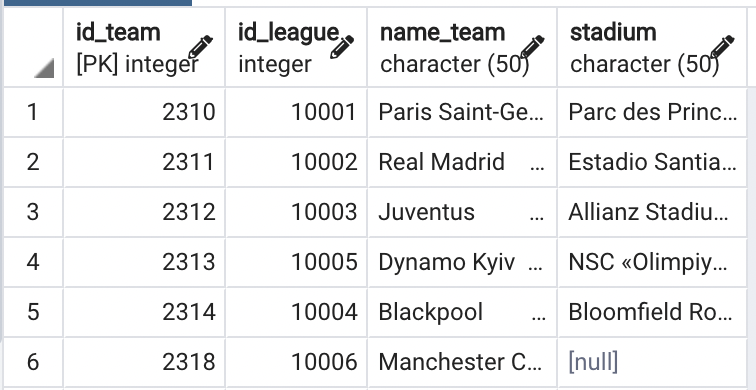 id_team id_league name_team stadium
[PK] integer integer character (50) character (50)
1 2310 10001 Paris Saint-Ge... Parc des Princ...
2 2311 10002 Real Madrid ... Estadio Santia...
3 2312 10003 Juventus ... Allianz Stadiu...
4 2313 10005 Dynamo Kyiv ... NSC «Olimpiy...
5 2314 10004 Blackpool ... Bloomfield Ro...
6 2318 10006 Manchester C... [null]